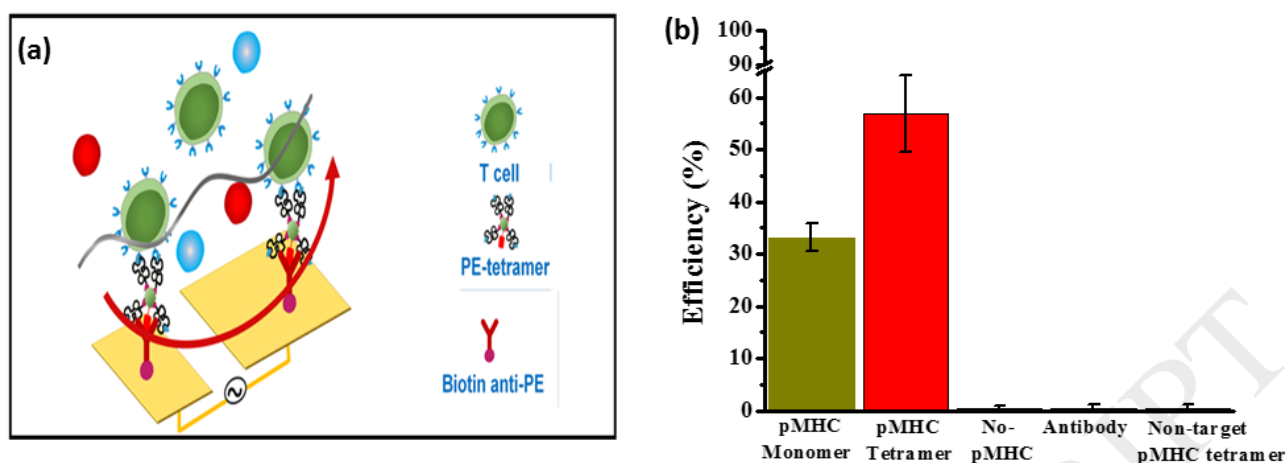 (a)
T cell
PE-tetramer
Biotin anti-PE
(b)
Efficiency (%)
100
90
60
50
40
30
20
10
0
pMHC Monomer
pMHC Tetramer
No-pMHC
Antibody
Non-target pMHC tetramer